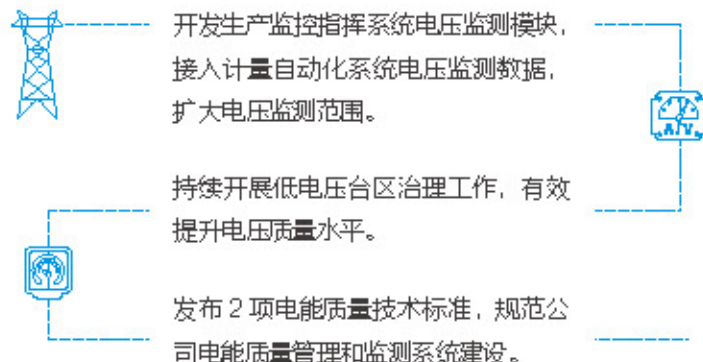 开发生产监控指挥系统电压监测模块，
接入计量自动化系统电压监测数据，
扩大电压监测范围。
A/V
持续开展低电压台区治理工作，有效
提升电压质量水平。
发布2项电能质量技术标准，规范公
司电能质量管理和监测系统建设。